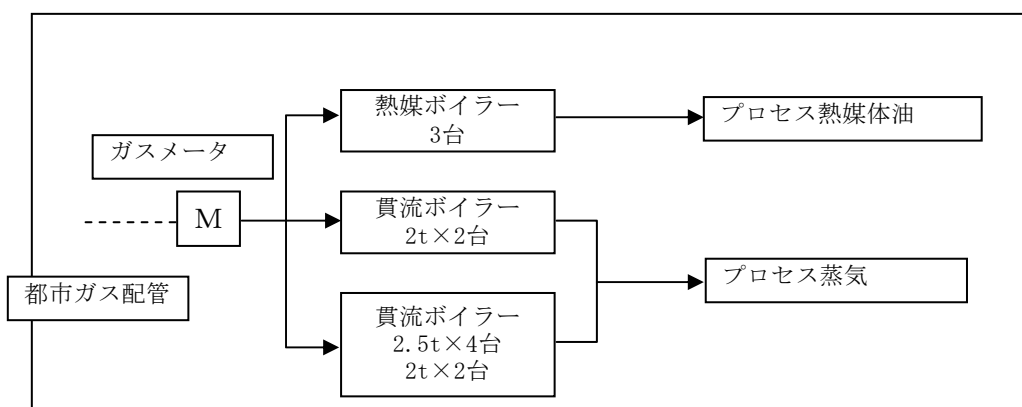 熱媒ボイラー
3台
プロセス熱媒体油
ガスメータ
M
貫流ボイラー
2t×2台
プロセス蒸気
都市ガス配管
貫流ボイラー
2.5t×4台
2t×2台